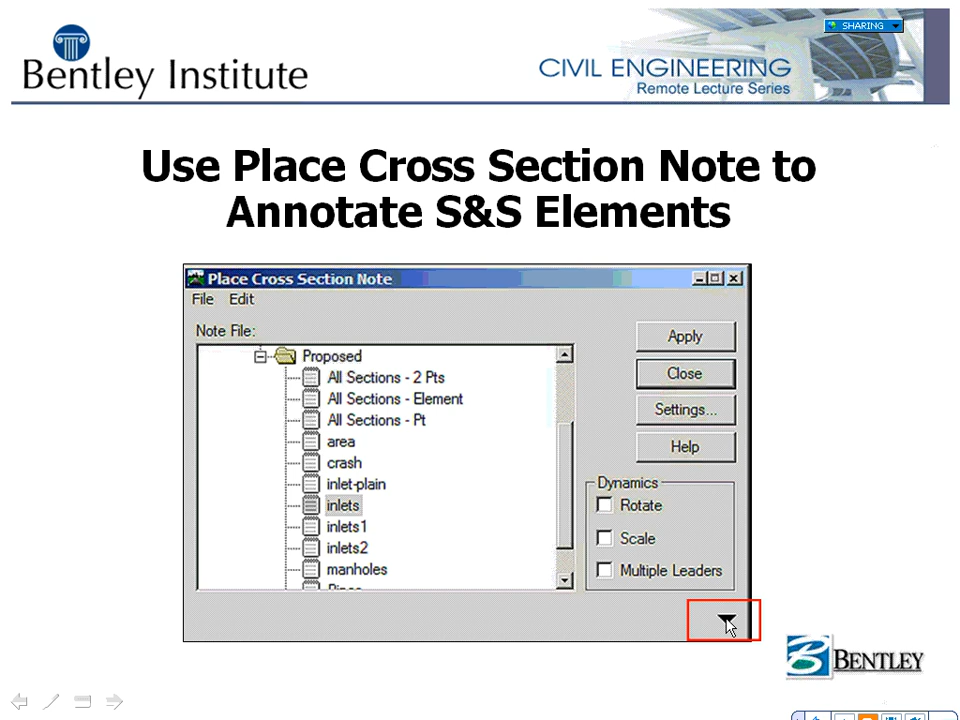 SHARING
Bentley Institute
CIVIL ENGINEERING
Remote Lecture Series
Use Place Cross Section Note to
Annotate S&S Elements
Place Cross Section Note
File Edit
Note File:
Proposed
All Sections - 2 Pts
All Sections - Element
All Sections - Pt
area
crash
inlet-plain
inlets
inlets1
inlets2
manholes
Apply
Close
Settings...
Help
Dynamics
Rotate
Scale
Multiple Leaders
BENTLEY